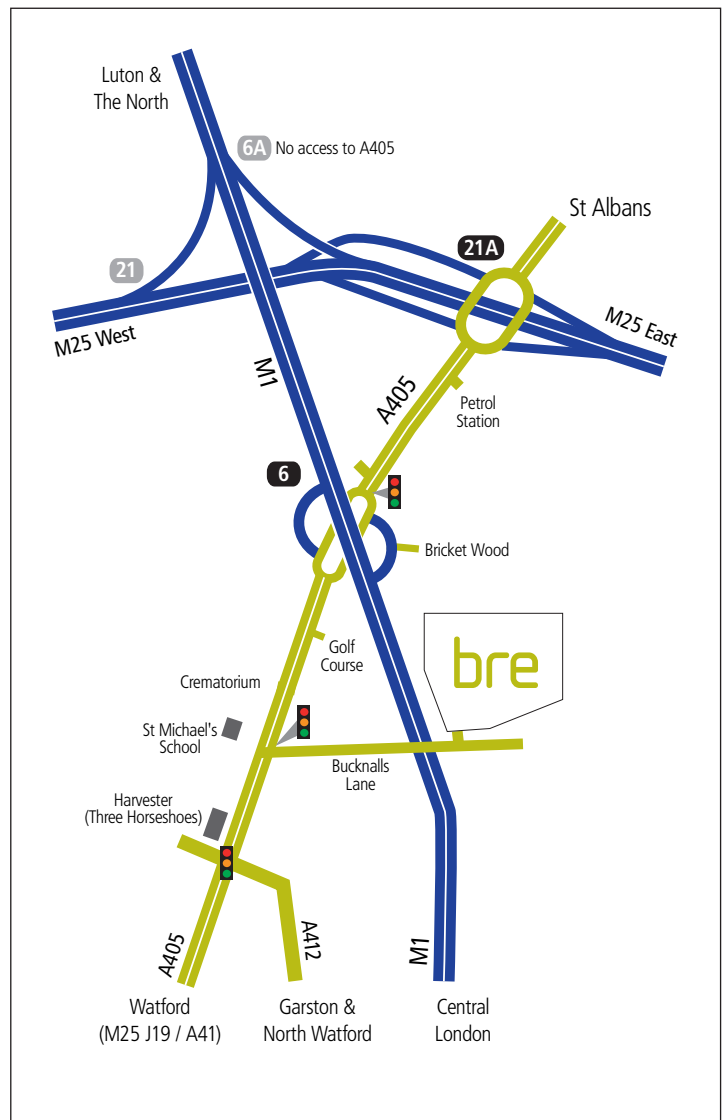 Luton &
The North
6A No access to A405
St Albans
21A
21
M25 West
M25 East
M1
A405
Petrol
Station
6
Bricket Wood
bre
Golf
Course
Crematorium
St Michael's
School
Bucknalls
Lane
Harvester
(Three Horseshoes)
A405
A412
M1
Watford
(M25 J19 / A41)
Garston &
North Watford
Central
London